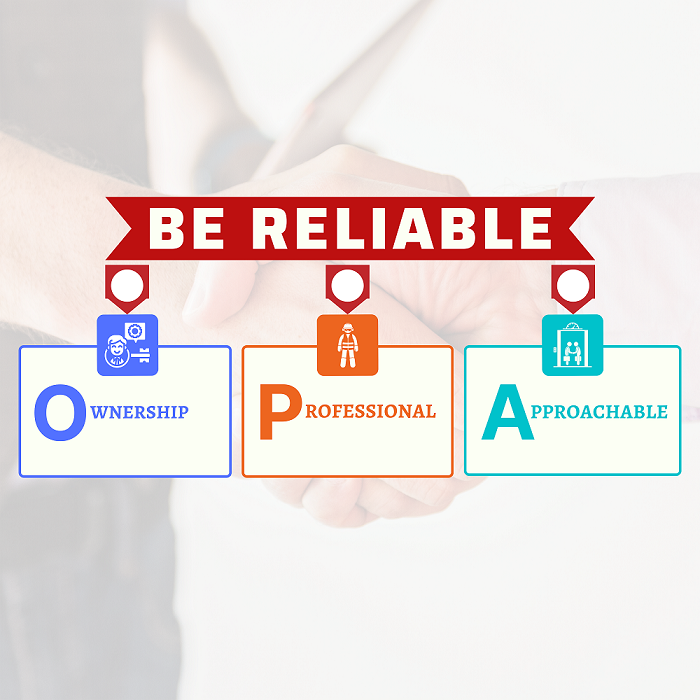 BE RELIABLE
OWNERSHIP
PROFESSIONAL
APPROACHABLE